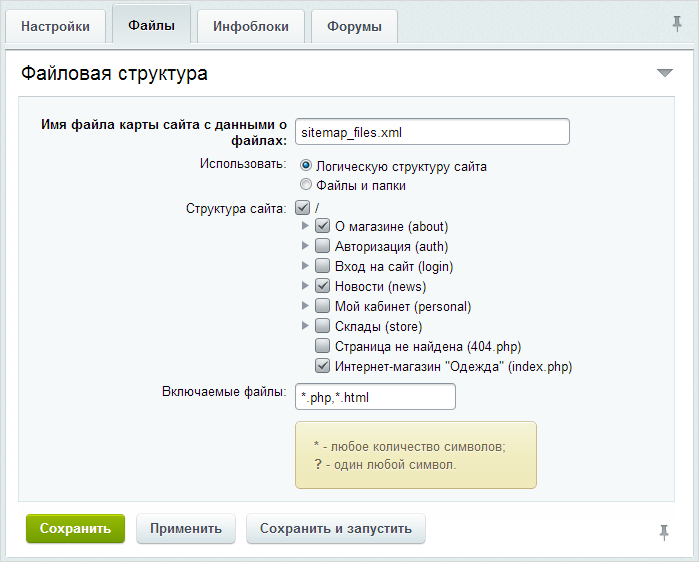 Настройки Файлы Инфоблоки Форумы
Файловая структура
Имя файла карты сайта с данными о
файлах:
sitemap_files.xml
Использовать: Логическую структуру сайта
Файлы и папки
Структура сайта: /
О магазине (about)
Авторизация (auth)
Вход на сайт (login)
Новости (news)
Мой кабинет (personal)
Склады (store)
Страница не найдена (404.php)
Интернет-магазин "Одежда" (index.php)
Включаемые файлы: *.php,*.html
* - любое количество символов;
? - один любой символ.
Сохранить Применить Сохранить и запустить